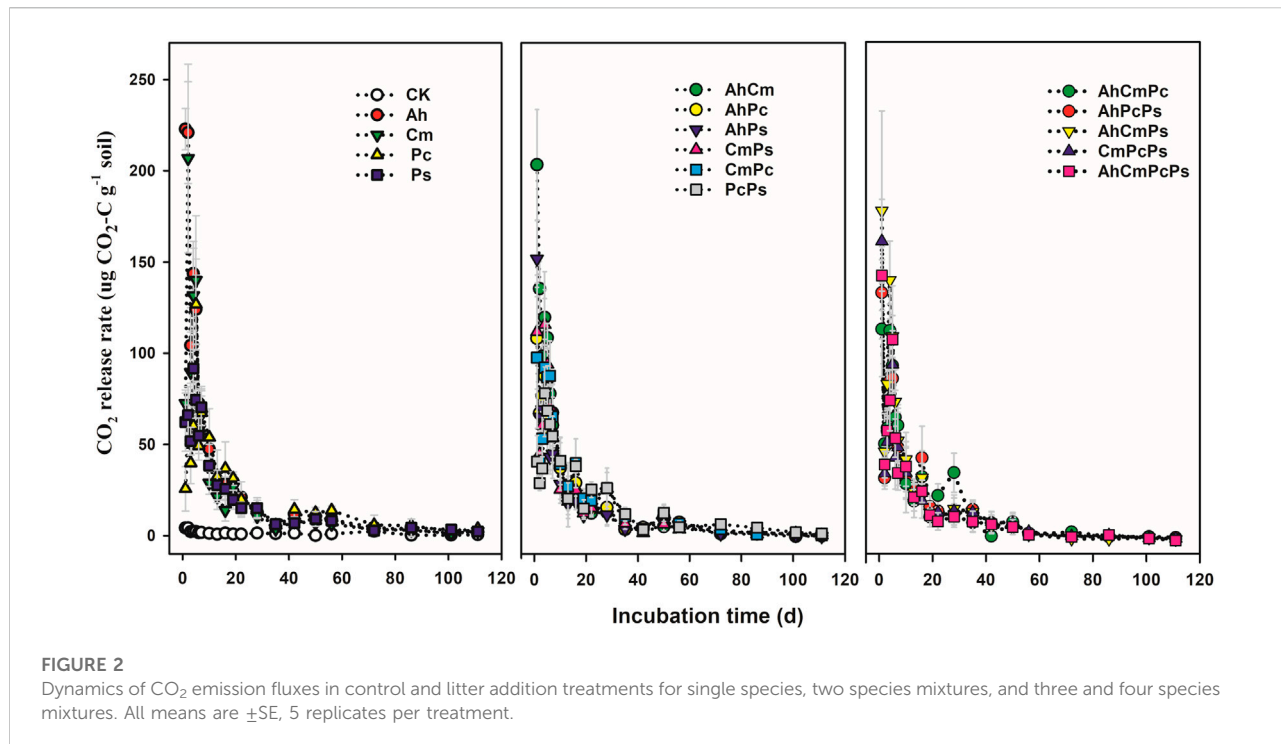 CO₂ release rate (ug CO₂-C g⁻¹ soil)
250
200
150
100
50
0
CK
Ah
Cm
Pc
Ps
0 20 40 60 80 100 120
AhCm
AhPc
AhPs
CmPs
CmPc
PcPs
0 20 40 60 80 100 120
AhCmPc
AhPcPs
AhCmPs
CmPcPs
AhCmPcPs
0 20 40 60 80 100 120
Incubation time (d)
FIGURE 2
Dynamics of CO₂ emission fluxes in control and litter addition treatments for single species, two species mixtures, and three and four species
mixtures. All means are ±SE, 5 replicates per treatment.